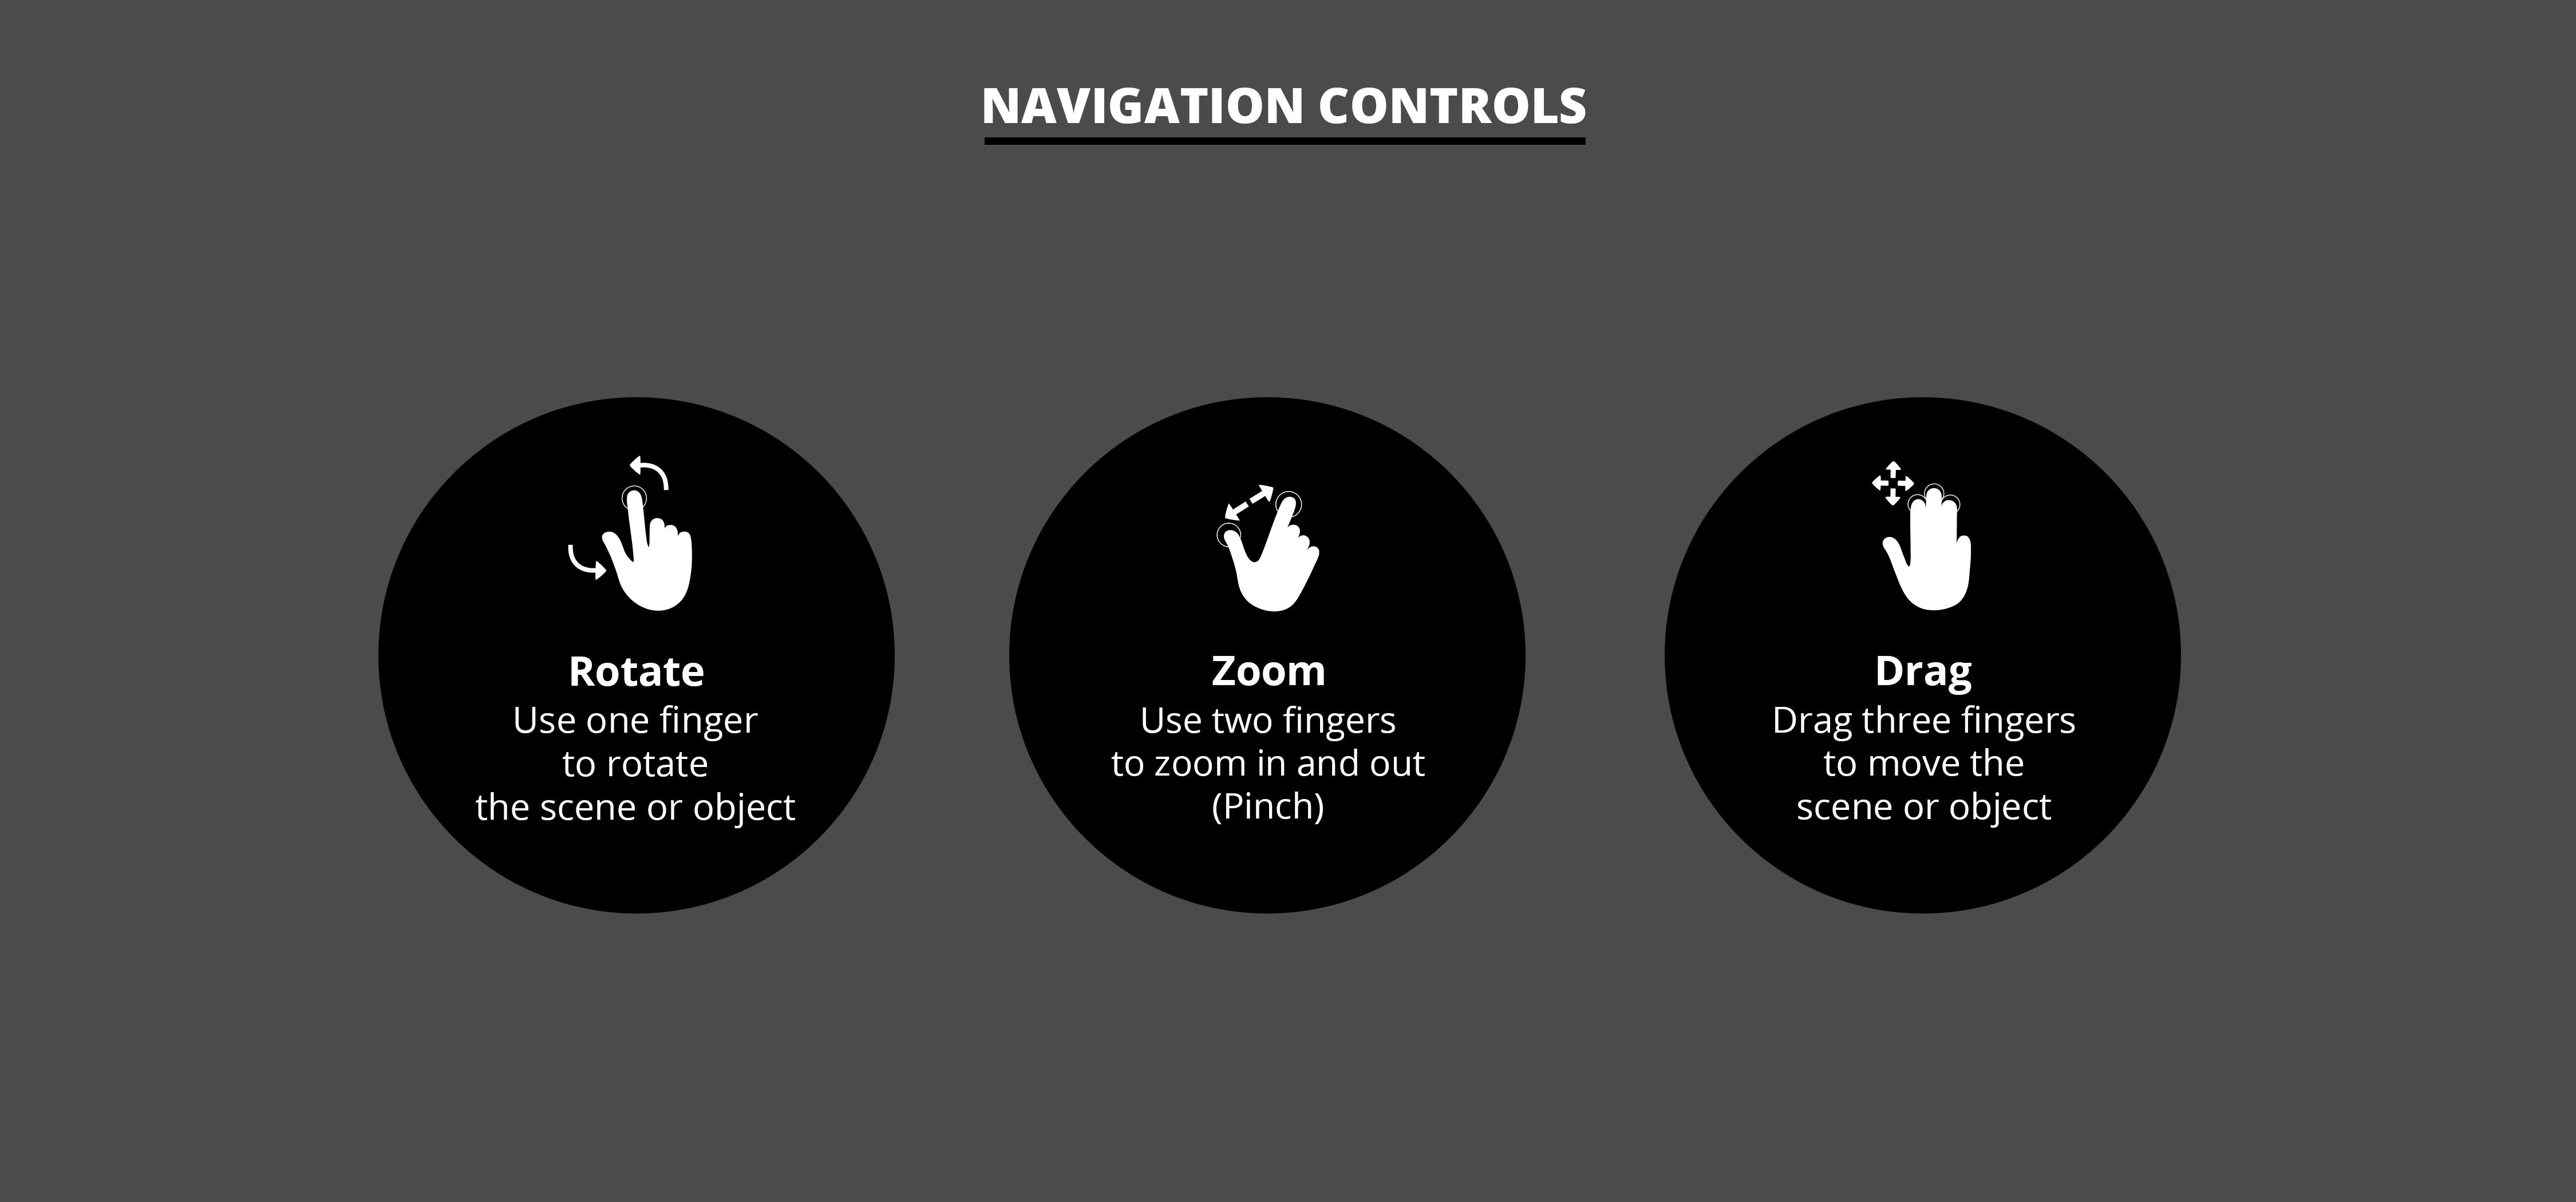 NAVIGATION CONTROLS
Rotate
Use one finger
to rotate
the scene or object
Zoom
Use two fingers
to zoom in and out
(Pinch)
Drag
Drag three fingers
to move the
scene or object